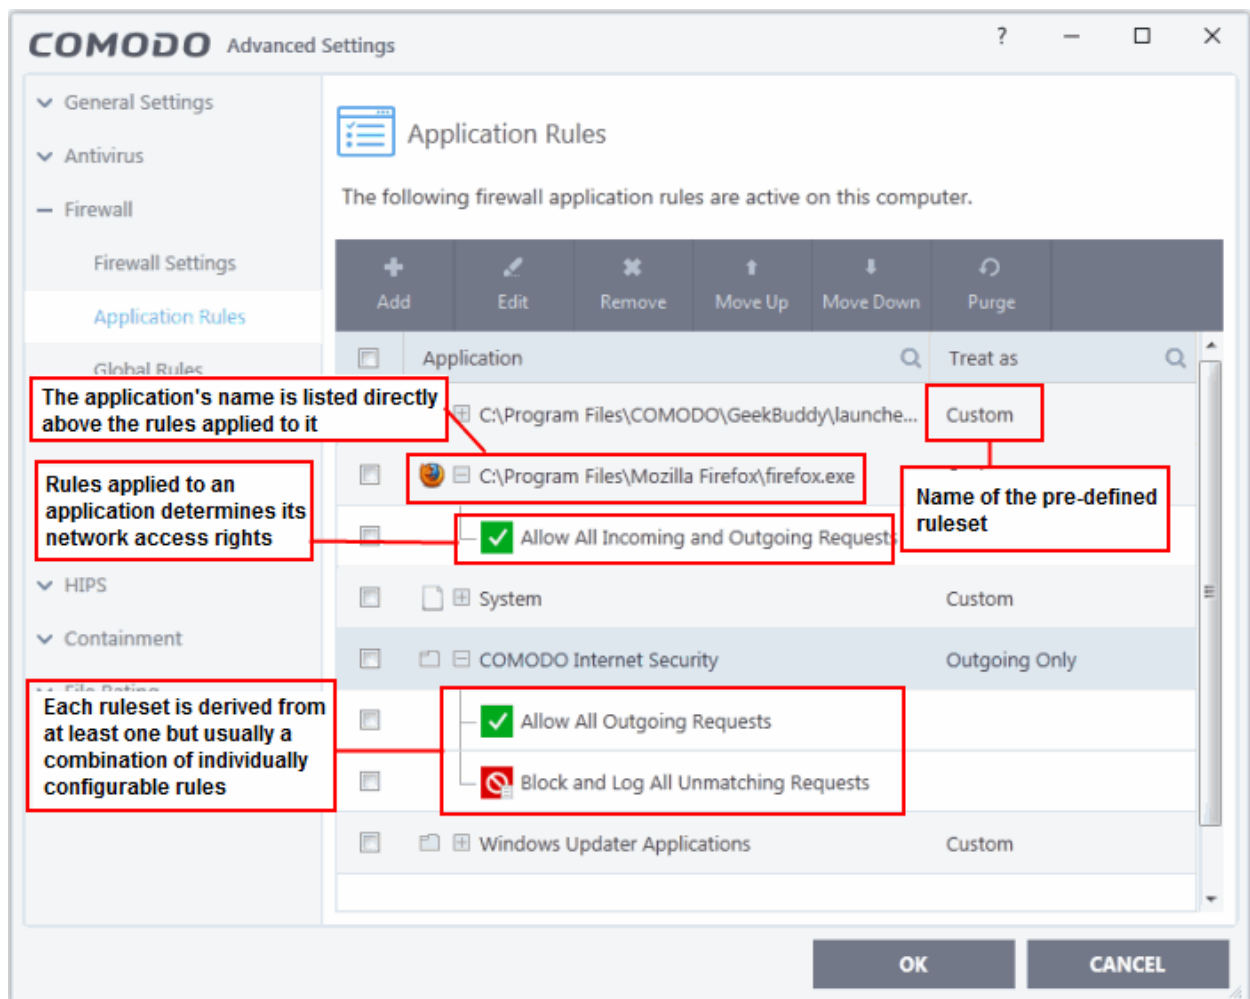 COMODO Advanced Settings ?
General Settings
Antivirus
Firewall
Firewall Settings
Application Rules
Global Rules
HIPS
Containment
File Rating
Application Rules
The following firewall application rules are active on this computer.
Add Edit Remove Move Up Move Down Purge
Application Treat as
C:\Program Files\COMODO\GeekBuddy\launche... Custom
C:\Program Files\Mozilla Firefox\firefox.exe
Allow All Incoming and Outgoing Requests
System Custom
COMODO Internet Security Outgoing Only
Allow All Outgoing Requests
Block and Log All Unmatching Requests
Windows Updater Applications Custom
The application's name is listed directly
above the rules applied to it
Rules applied to an
application determines its
network access rights
Name of the pre-defined
ruleset
Each ruleset is derived from
at least one but usually a
combination of individually
configurable rules
OK CANCEL